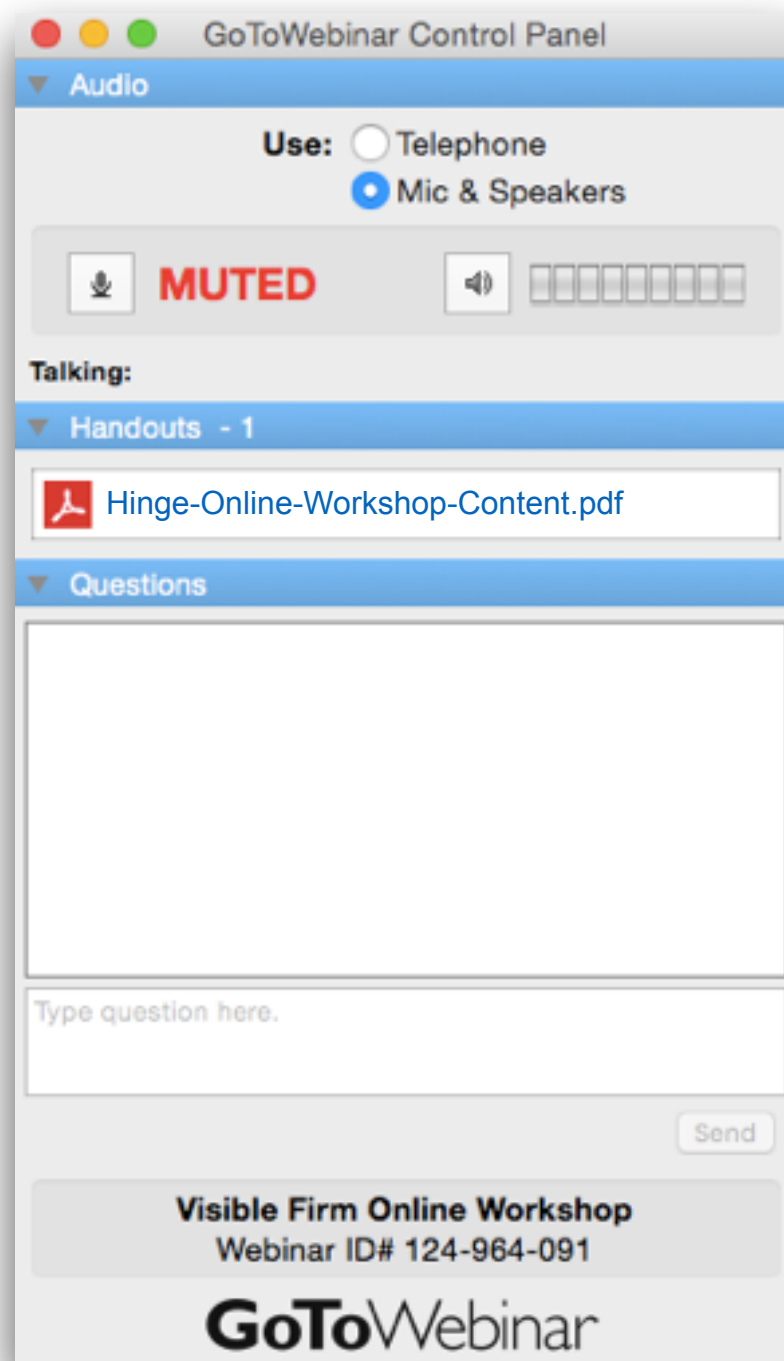 GoToWebinar Control Panel
Audio
Use: Telephone
Mic & Speakers
MUTED
Talking:
Handouts - 1
Hinge-Online-Workshop-Content.pdf
Questions
Type question here.
Send
Visible Firm Online Workshop
Webinar ID# 124-964-091
GoToWebinar